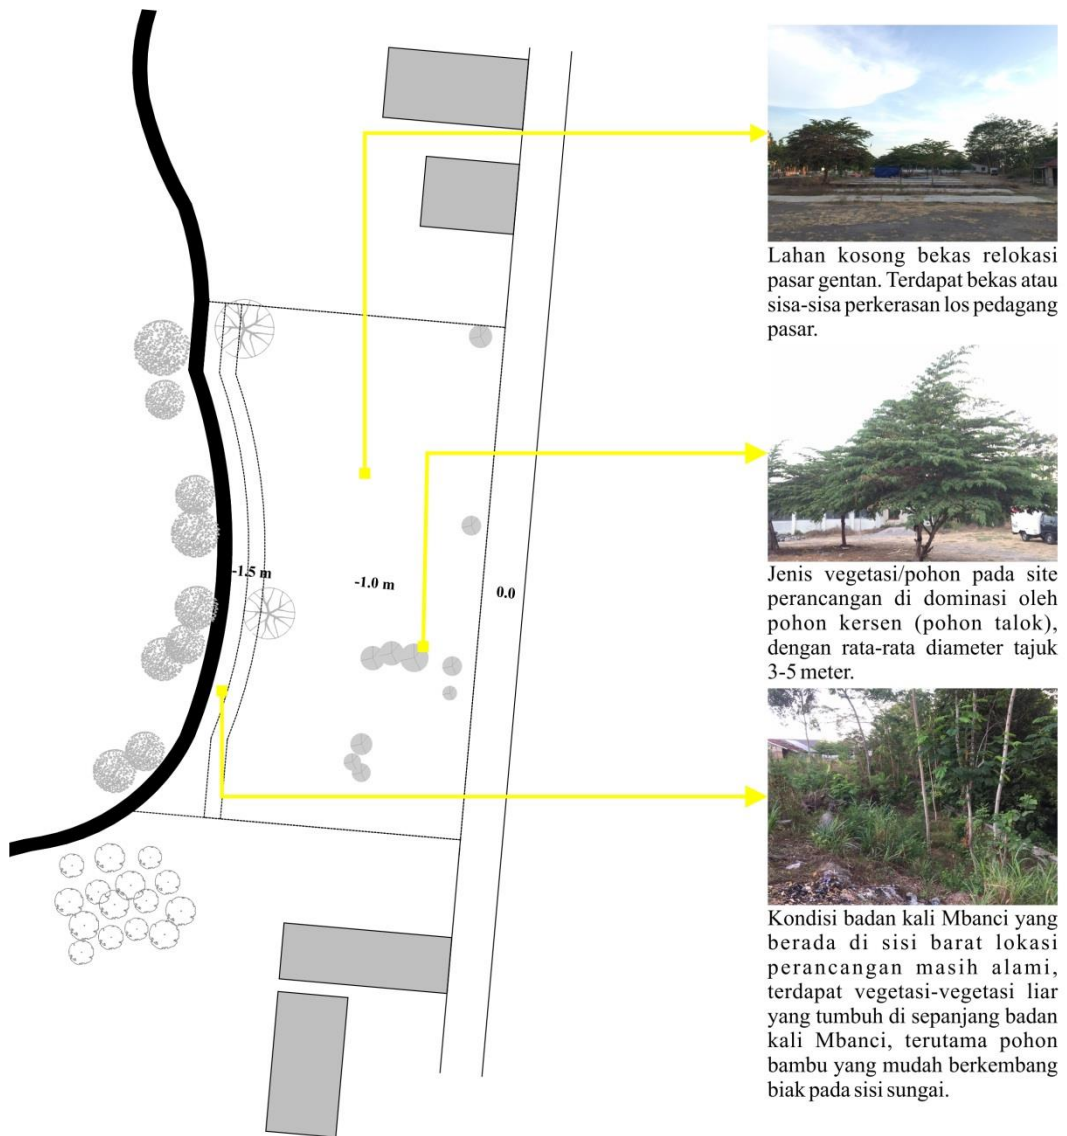 -1.5 m
-1.0 m
0.0
Lahan kosong bekas relokasi
pasar gentan. Terdapat bekas atau
sisa-sisa perkerasan los pedagang
pasar.
Jenis vegetasi/pohon pada site
perancangan di dominasi oleh
pohon kersen (pohon talok),
dengan rata-rata diameter tajuk
3-5 meter.
Kondisi badan kali Mbanci yang
berada di sisi barat lokasi
perancangan masih alami,
terdapat vegetasi-vegetasi liar
yang tumbuh di sepanjang badan
kali Mbanci, terutama pohon
bambu yang mudah berkembang
biak pada sisi sungai.